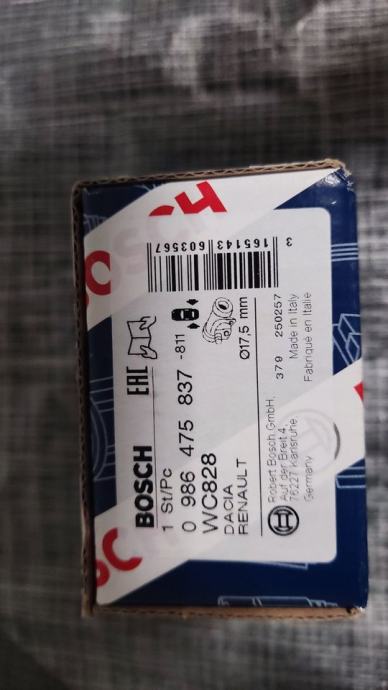 BOSCH
EAC
1 St/Pc
0 986 475 837 -811
WC828
DACIA
RENAULT
Ø17,5 mm
3 165143 603567
Robert Bosch GmbH,
Auf der Breit 4,
76227 Karlsruhe
Germany
379 250257
Made in Italy
Fabriqué en Italie